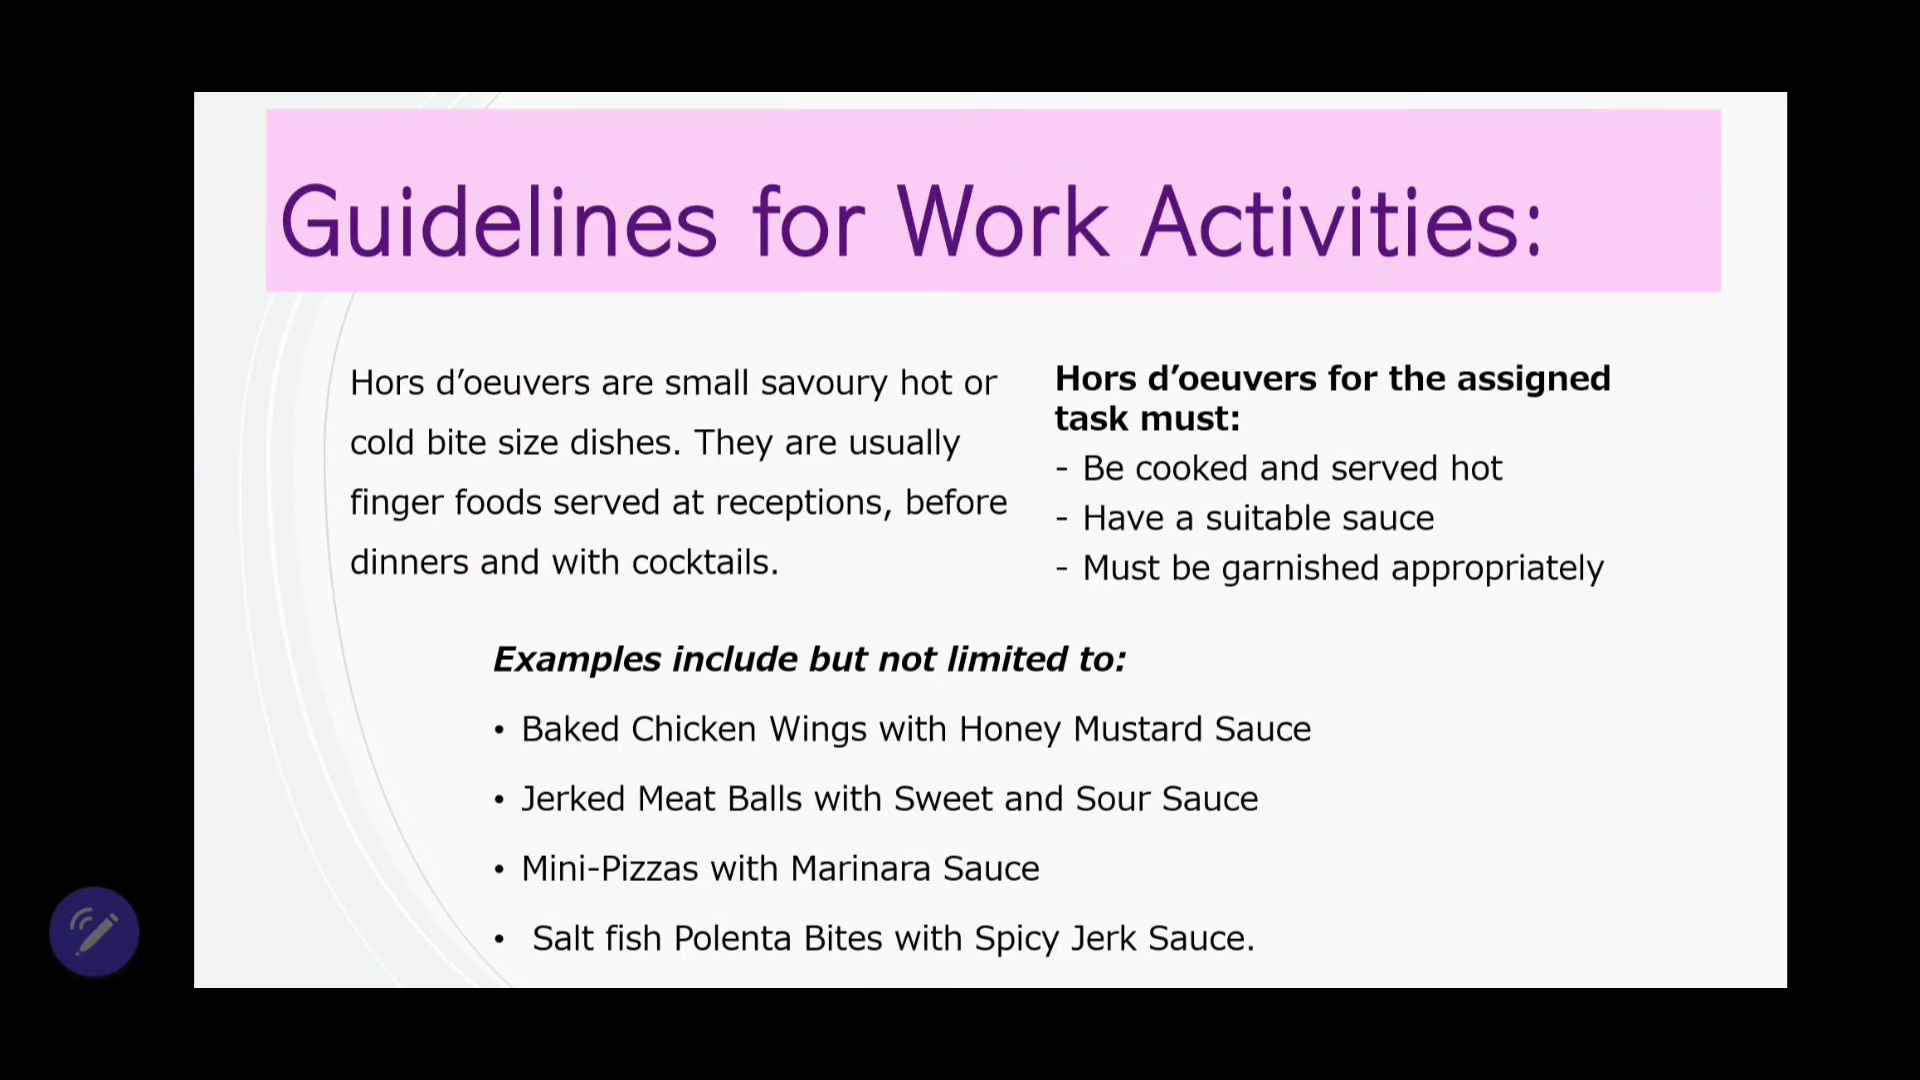 Guidelines for Work Activities:
Hors d’oeuvers are small savoury hot or
cold bite size dishes. They are usually
finger foods served at receptions, before
dinners and with cocktails.
Hors d’oeuvers for the assigned
task must:
- Be cooked and served hot
- Have a suitable sauce
- Must be garnished appropriately
Examples include but not limited to:
• Baked Chicken Wings with Honey Mustard Sauce
• Jerked Meat Balls with Sweet and Sour Sauce
• Mini-Pizzas with Marinara Sauce
• Salt fish Polenta Bites with Spicy Jerk Sauce.